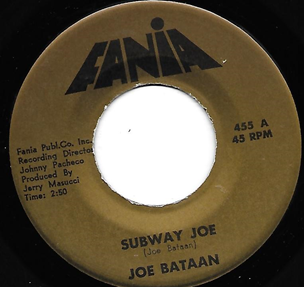 FANIA
Fania Publ.Co. Inc.
Recording Director
Johnny Pacheco
Produced By
Jerry Masucci
Time: 2:50
455 A
45 RPM
SUBWAY JOE
(Joe Bataan)
JOE BATAAN